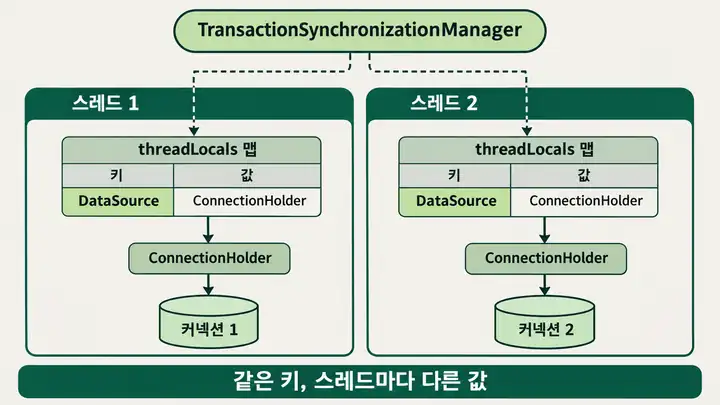 TransactionSynchronizationManager
스레드 1
threadLocals 맵
키 값
DataSource ConnectionHolder
ConnectionHolder
커넥션 1
스레드 2
threadLocals 맵
키 값
DataSource ConnectionHolder
ConnectionHolder
커넥션 2
같은 키, 스레드마다 다른 값